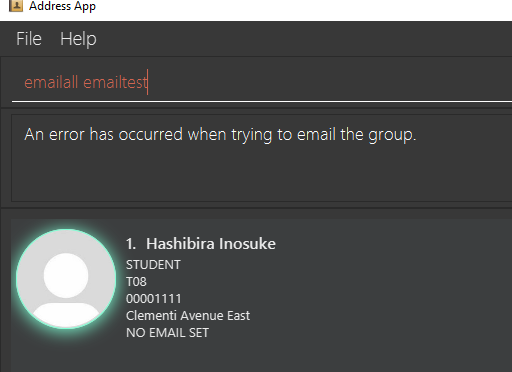 Address App
File Help
emailall emailtest
An error has occurred when trying to email the group.
1. Hashibira Inosuke
STUDENT
T08
00001111
Clementi Avenue East
NO EMAIL SET